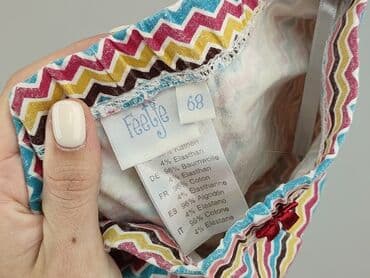 Feetje
68
4% Elasthan
DE 96% Baumwolle
4% Elasthan
FR 96% Coton
4% Elasthanne
ES 96% Algodón
4% Elastano
IT 96% Cotone
4% Elastane